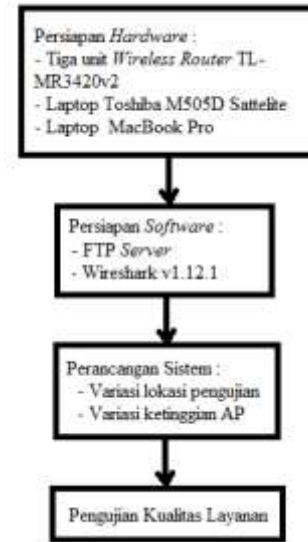 Persiapan Hardware :
- Tiga unit Wireless Router TL-
MR3420v2
- Laptop Toshiba M505D Sattelite
- Laptop MacBook Pro
Persiapan Software :
- FTP Server
- Wireshark v1.12.1
Perancangan Sistem :
- Variasi lokasi pengujian
- Variasi ketinggian AP
Pengujian Kualitas Layanan